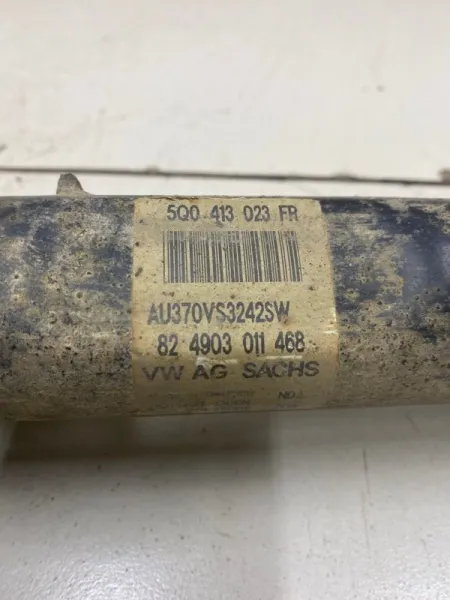 5Q0 413 023 FR
AU370VS3242SW
82 4903 011 468
VW AG SACHS